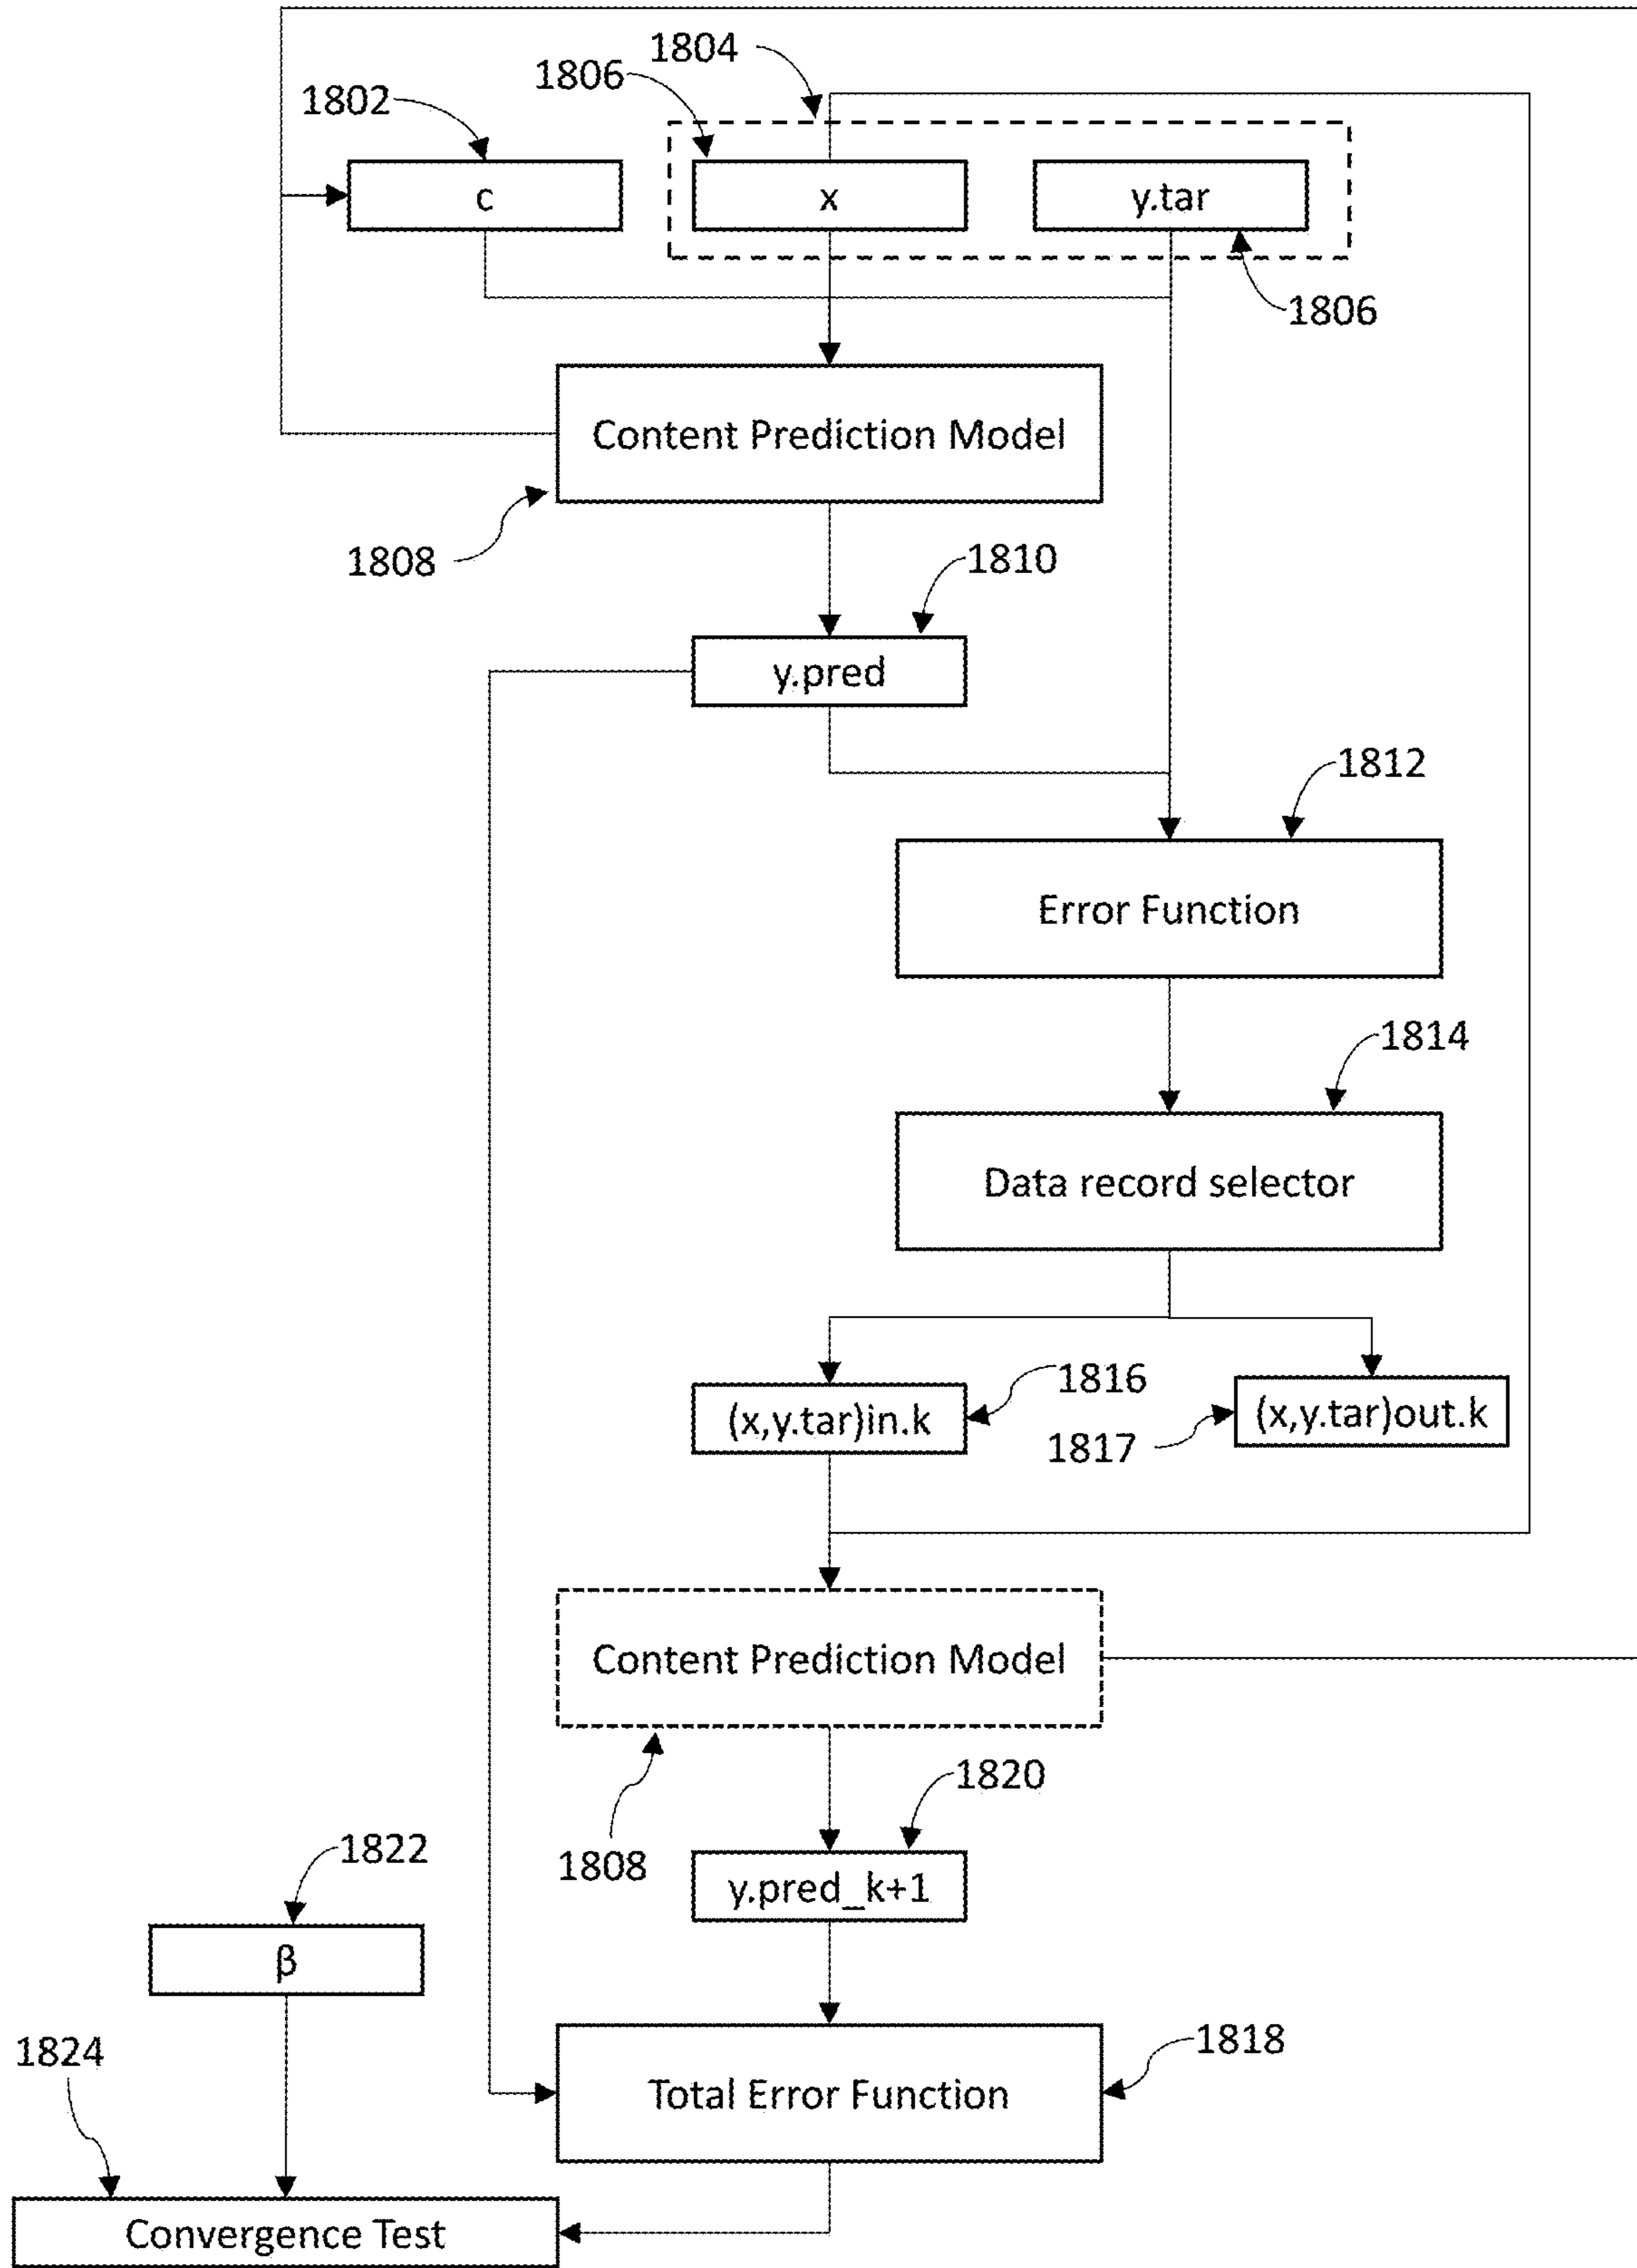 1804
1806
1802
c
x
y.tar
1806
Content Prediction Model
1808
1810
y.pred
1812
Error Function
1814
Data record selector
1816
(x,y.tar)in.k
(x,y.tar)out.k
1817
Content Prediction Model
1820
1808
1822
y.pred_k+1
β
1818
1824
Total Error Function
Convergence Test